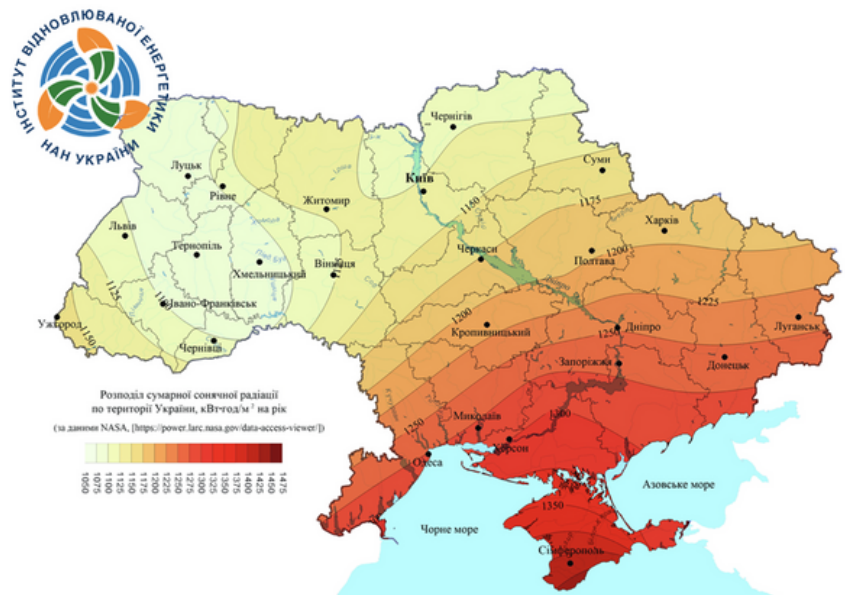 ІНСТИТУТ ВІДНОВЛЮВАНОЇ ЕНЕРГЕТИКИ
НАН УКРАЇНИ
Чернігів
Суми
Луцьк
Рівне
Київ
Житомир
1150
1175
Харків
Львів
Тернопіль
Хмельницький
Вінниця
Черкаси
Полтава
1200
1125
Івано-Франківськ
1225
Ужгород
1150
Чернівці
1200
Кропивницький
1250
Дніпро
Луганськ
Запоріжжя
Донецьк
Розподіл сумарної сонячної радіації
по території України, кВт-год/м² на рік
(за даними NASA, [https://power.larc.nasa.gov/data-access-viewer/])
1250
Миколаїв
1300
Херсон
Одеса
1050
1075
1100
1125
1150
1175
1200
1225
1250
1275
1300
1325
1350
1375
1400
1425
1450
1475
Азовське море
Чорне море
1350
Сімферополь